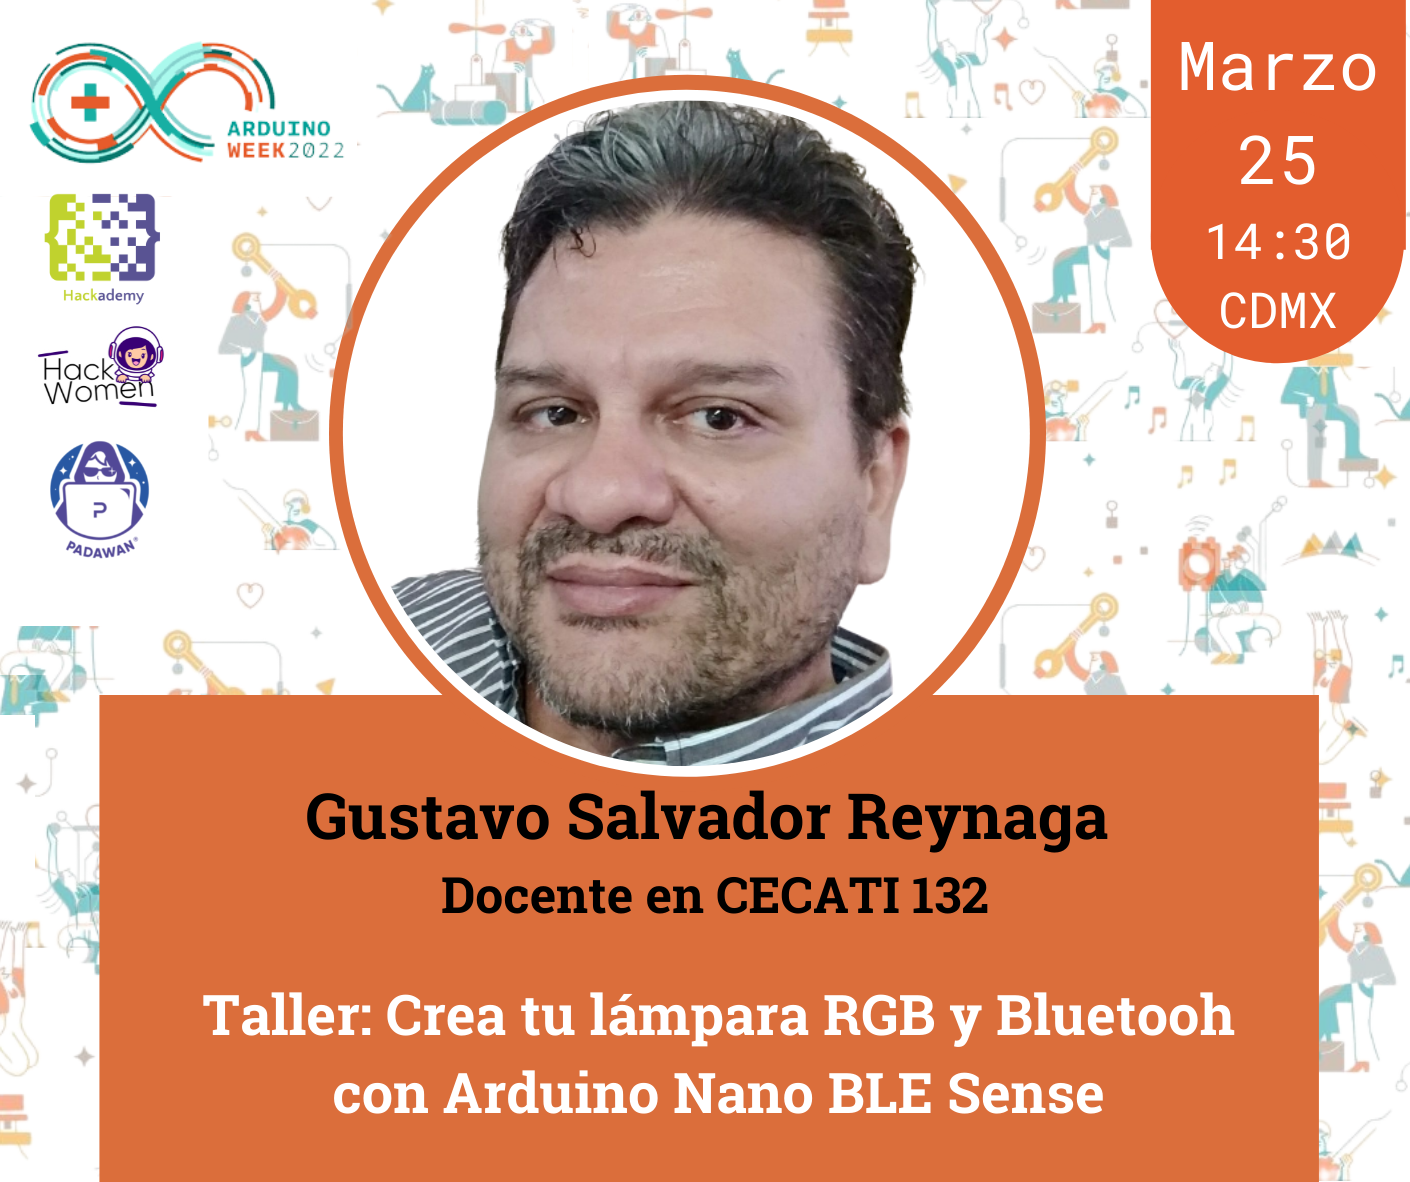 ARDUINO
WEEK2022
Hackademy
Hack
Women
P
PADAWAN®
Marzo
25
14:30
CDMX
Gustavo Salvador Reynaga
Docente en CECATI 132
Taller: Crea tu lámpara RGB y Bluetooh
con Arduino Nano BLE Sense